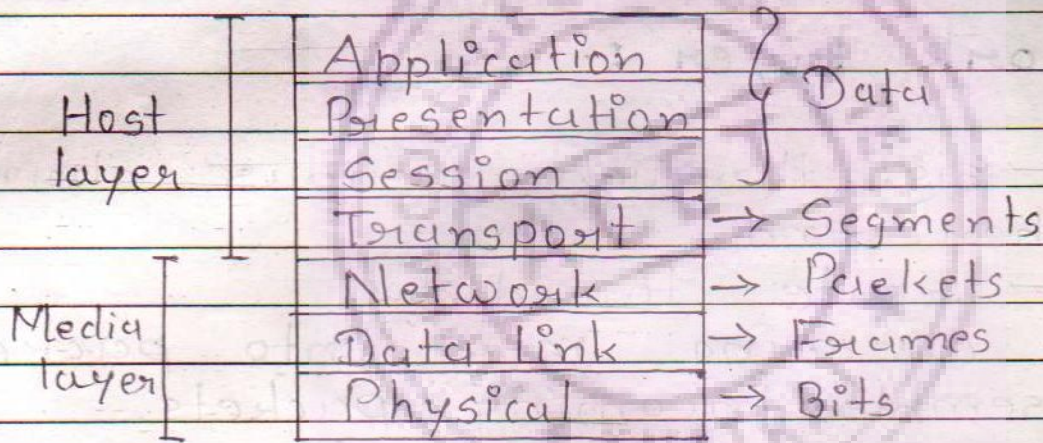 Application
Presentation
Session
} Data
Host
layer
Transport → Segments
Network → Packets
Media
layer
Data link → Frames
Physical → Bits